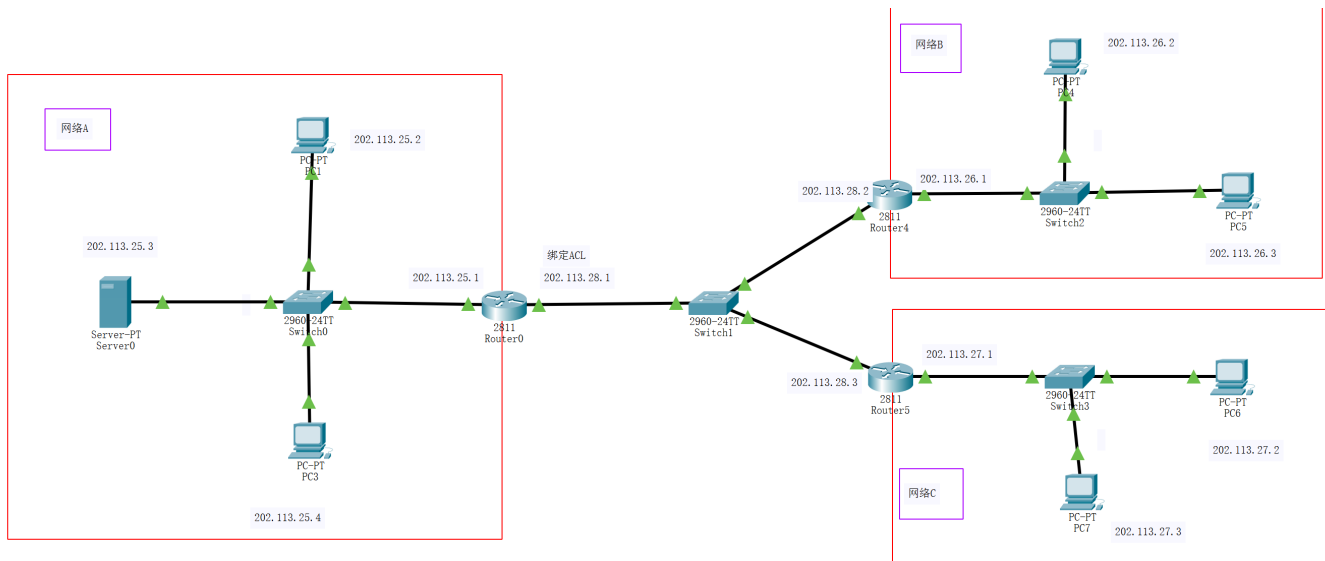 网络A
202.113.25.2
PC-PT
PC1
202.113.25.3
Server-PT
Server0
2960-24TT
Switch0
202.113.25.1
PC-PT
PC3
202.113.25.4
2811
Router0
绑定ACL
202.113.28.1
2960-24TT
Switch1
网络B
202.113.26.2
PC-PT
PC4
202.113.28.2
2811
Router4
202.113.26.1
2960-24TT
Switch2
PC-PT
PC5
202.113.26.3
202.113.28.3
2811
Router5
202.113.27.1
2960-24TT
Switch3
PC-PT
PC6
202.113.27.2
网络C
PC-PT
PC7
202.113.27.3